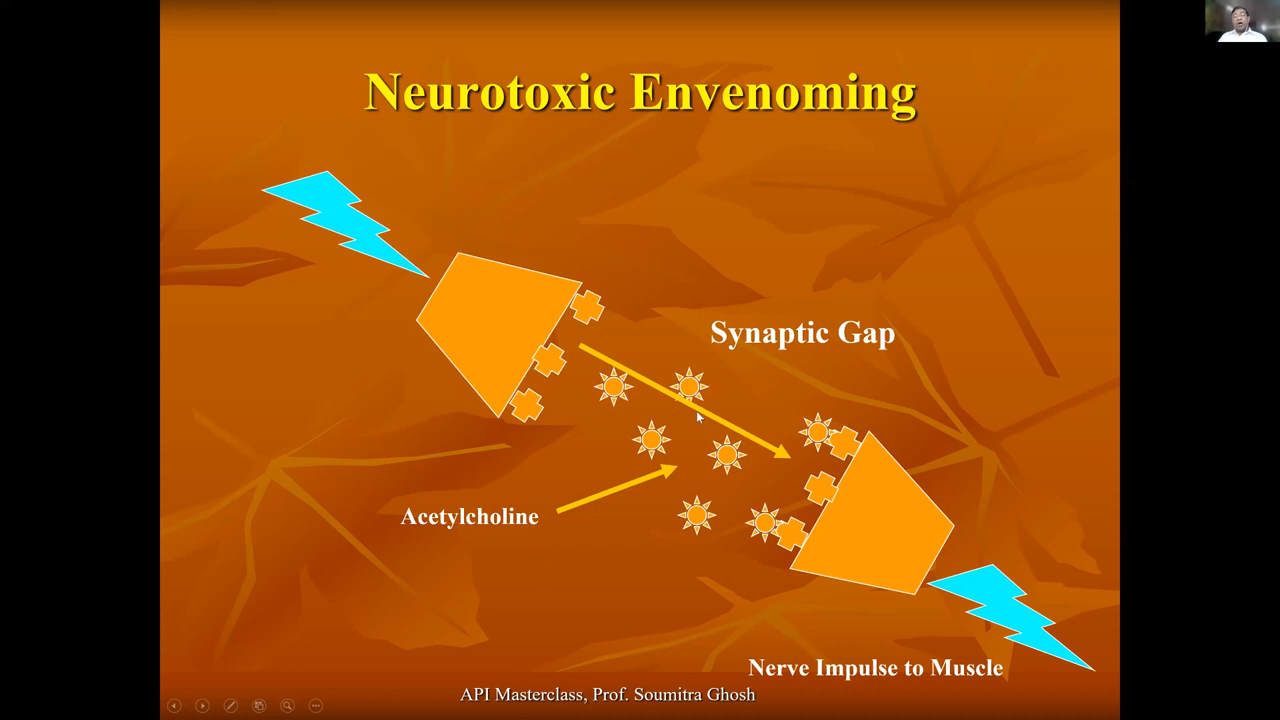 Neurotoxic Envenoming
Synaptic Gap
Acetylcholine
Nerve Impulse to Muscle
API Masterclass, Prof. Soumitra Ghosh